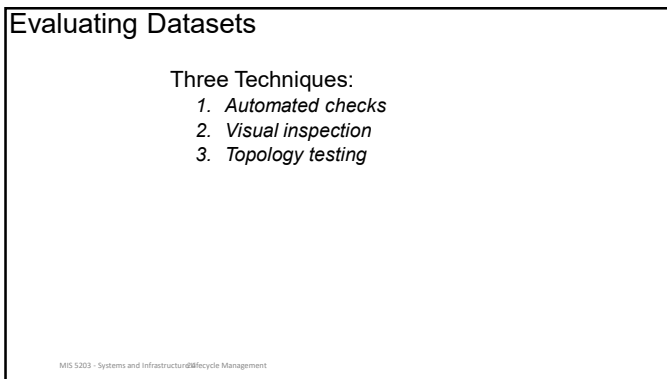 Evaluating Datasets
Three Techniques:
1. Automated checks
2. Visual inspection
3. Topology testing
MIS 5203 - Systems and Infrastructure Lifecycle Management